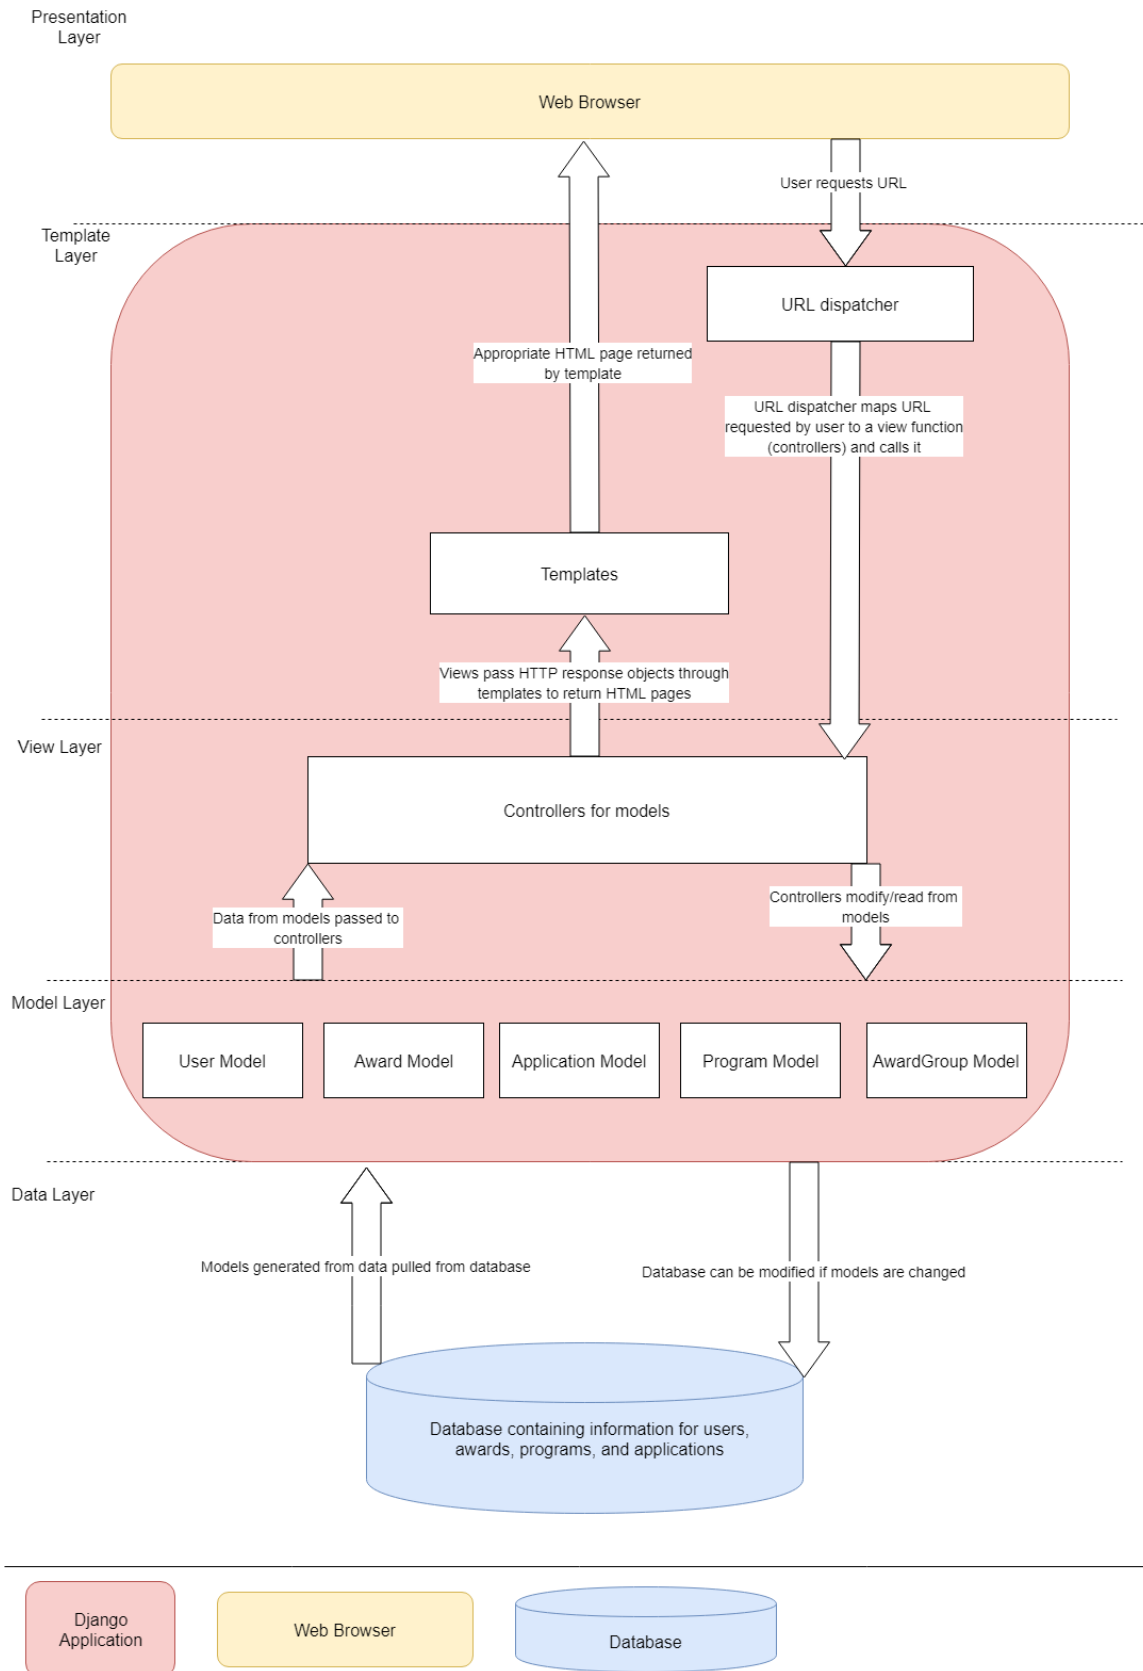 Presentation
Layer
Web Browser
User requests URL
Template
Layer
URL dispatcher
Appropriate HTML page returned
by template
URL dispatcher maps URL
requested by user to a view function
(controllers) and calls it
Templates
Views pass HTTP response objects through
templates to return HTML pages
View Layer
Controllers for models
Data from models passed to
controllers
Controllers modify/read from
models
Model Layer
User Model
Award Model
Application Model
Program Model
AwardGroup Model
Data Layer
Models generated from data pulled from database
Database can be modified if models are changed
Database containing information for users,
awards, programs, and applications
Django
Application
Web Browser
Database